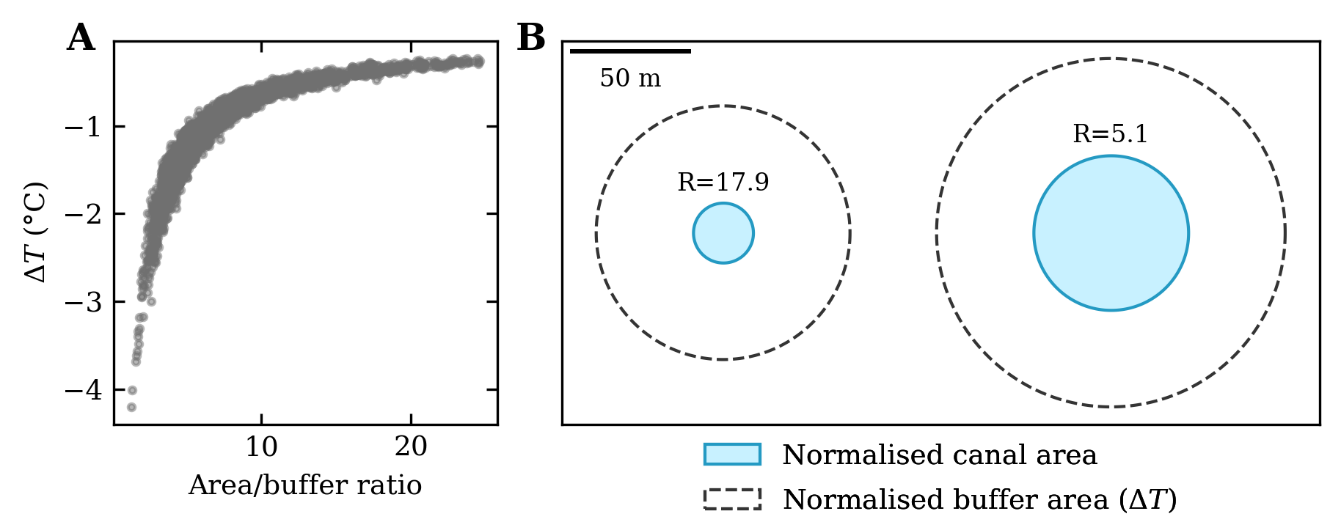 A
ΔT (°C)
−1
−2
−3
−4
10
20
Area/buffer ratio
B
50 m
R=17.9
R=5.1
Normalised canal area
Normalised buffer area (ΔT)